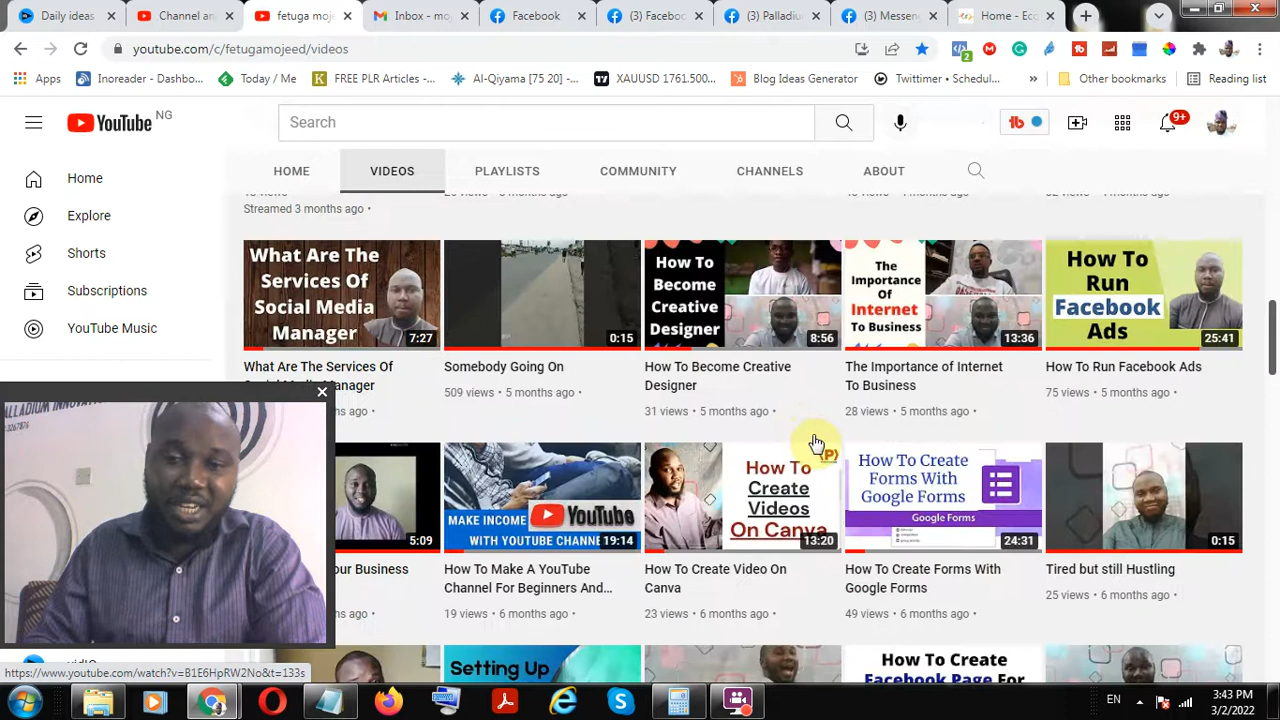 Daily ideas
Channel an
fetuga moj
Inbox - mo
Facebook
(3) Facebo
(3) Palladiu
(3) Messen
Home - Ecc
youtube.com/c/fetugamojeed/videos
2
Apps
Inoreader - Dashbo...
Today / Me
FREE PLR Articles -...
Al-Qiyama [75 20] -...
XAUUSD 1761.500...
Blog Ideas Generator
Twittimer • Schedul...
»
Other bookmarks
Reading list
YouTube NG
Search
9+
HOME
VIDEOS
PLAYLISTS
COMMUNITY
CHANNELS
ABOUT
Home
Explore
Shorts
Subscriptions
YouTube Music
Streamed 3 months ago •
What Are The
Services Of
Social Media
Manager
7:27
0:15
How To
Become
Creative
Designer
8:56
The
Importance
Of
Internet
To Business
13:36
How To
Run
Facebook
Ads
25:41
What Are The Services Of
Somebody Going On
509 views • 5 months ago •
How To Become Creative
Designer
31 views • 5 months ago •
The Importance of Internet
To Business
28 views • 5 months ago •
How To Run Facebook Ads
75 views • 5 months ago •
5:09
MAKE INCOME
YouTube
WITH YOUTUBE CHANNE
19:14
How To
Create
Videos
On Canva
13:20
How To Create
Forms With
Google Forms
Google Forms
24:31
0:15
our Business
months ago •
How To Make A YouTube
Channel For Beginners And...
19 views • 6 months ago •
How To Create Video On
Canva
23 views • 6 months ago •
How To Create Forms With
Google Forms
49 views • 6 months ago •
Tired but still Hustling
25 views • 6 months ago •
Setting Up
How To Create
Facebook Page For
https://www.youtube.com/watch?v=B1E6HpRW2No&t=133s
EN
3:43 PM
3/2/2022